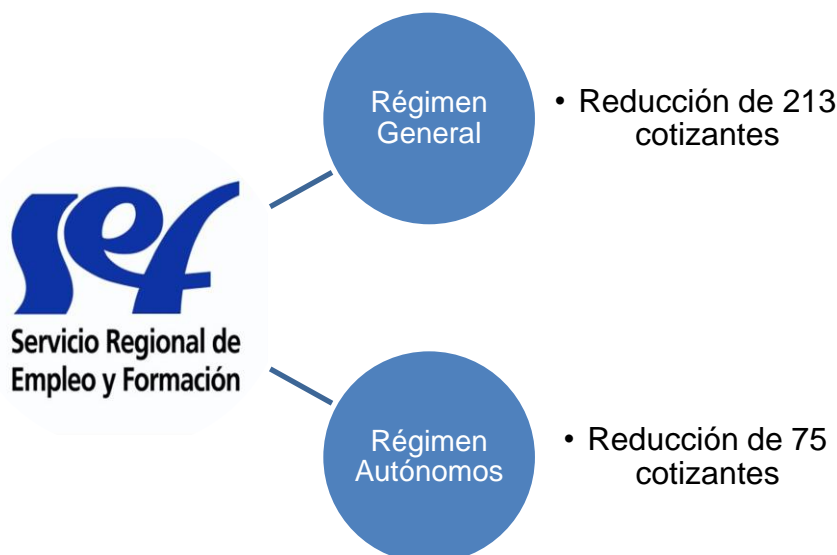 Régimen
General
• Reducción de 213
cotizantes
sef
Servicio Regional de
Empleo y Formación
Régimen
Autónomos
• Reducción de 75
cotizantes